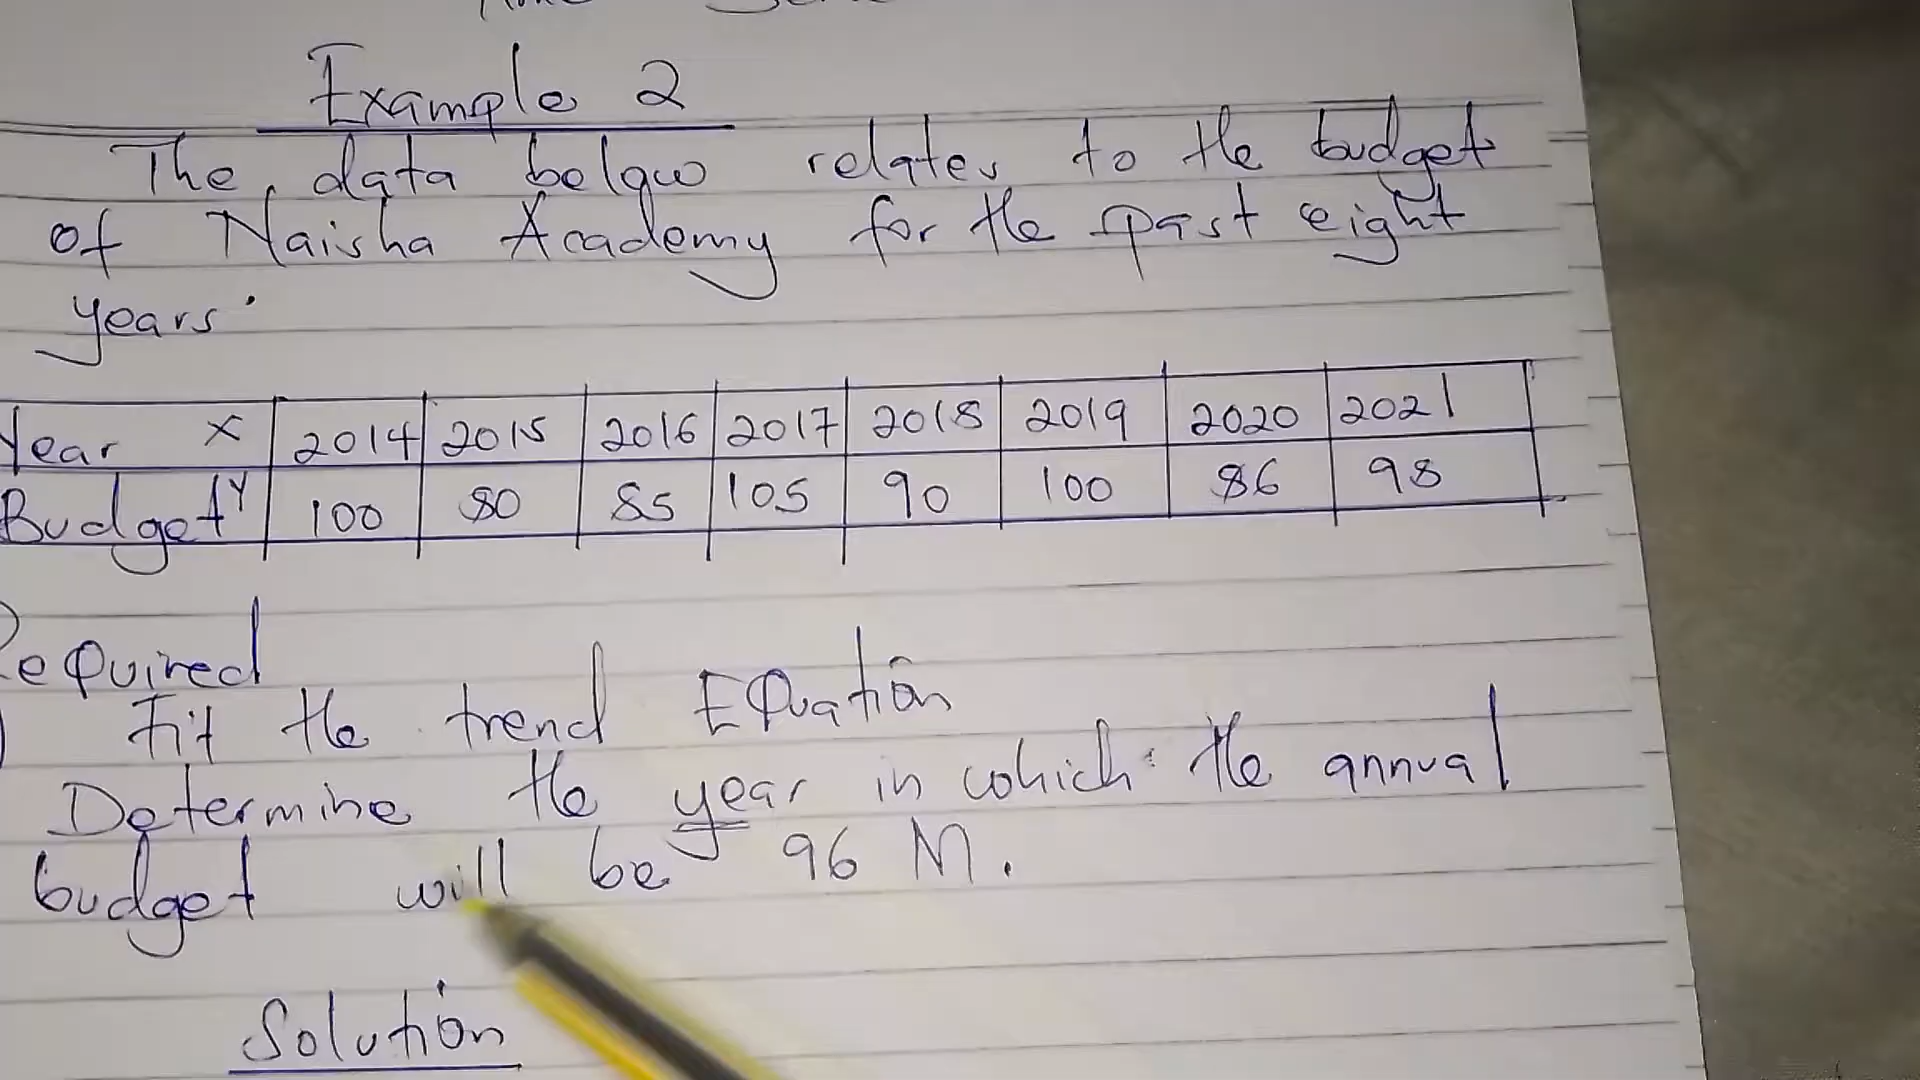 Example 2
The data below relates to the budget
of Naisha Academy for the past eight
years.
Year X 2014 2015 2016 2017 2018 2019 2020 2021
Budget Y 100 80 85 105 90 100 86 98
Required
Fit the trend Equation
Determine the year in which the annual
budget will be 96 M.
Solution